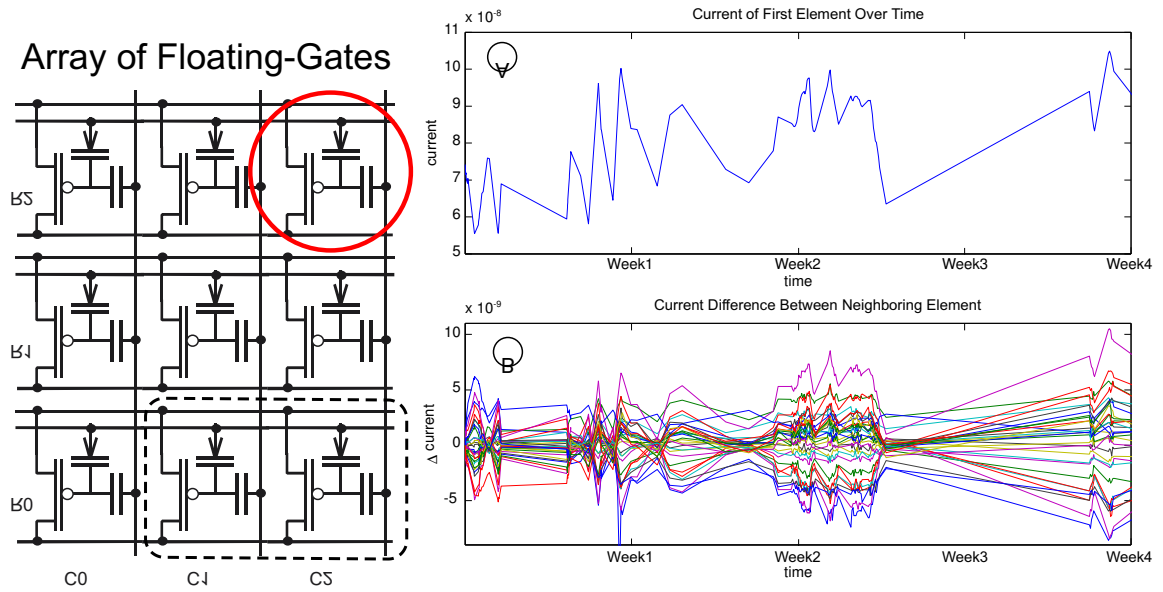 Array of Floating-Gates
R2
R1
R0
C0
C1
C2
Current of First Element Over Time
10^-8
A
11
10
9
8
7
6
5
current
Week1
Week2
Week3
Week4
time
Current Difference Between Neighboring Element
10^-9
B
10
5
0
-5
Δ current
Week1
Week2
Week3
Week4
time